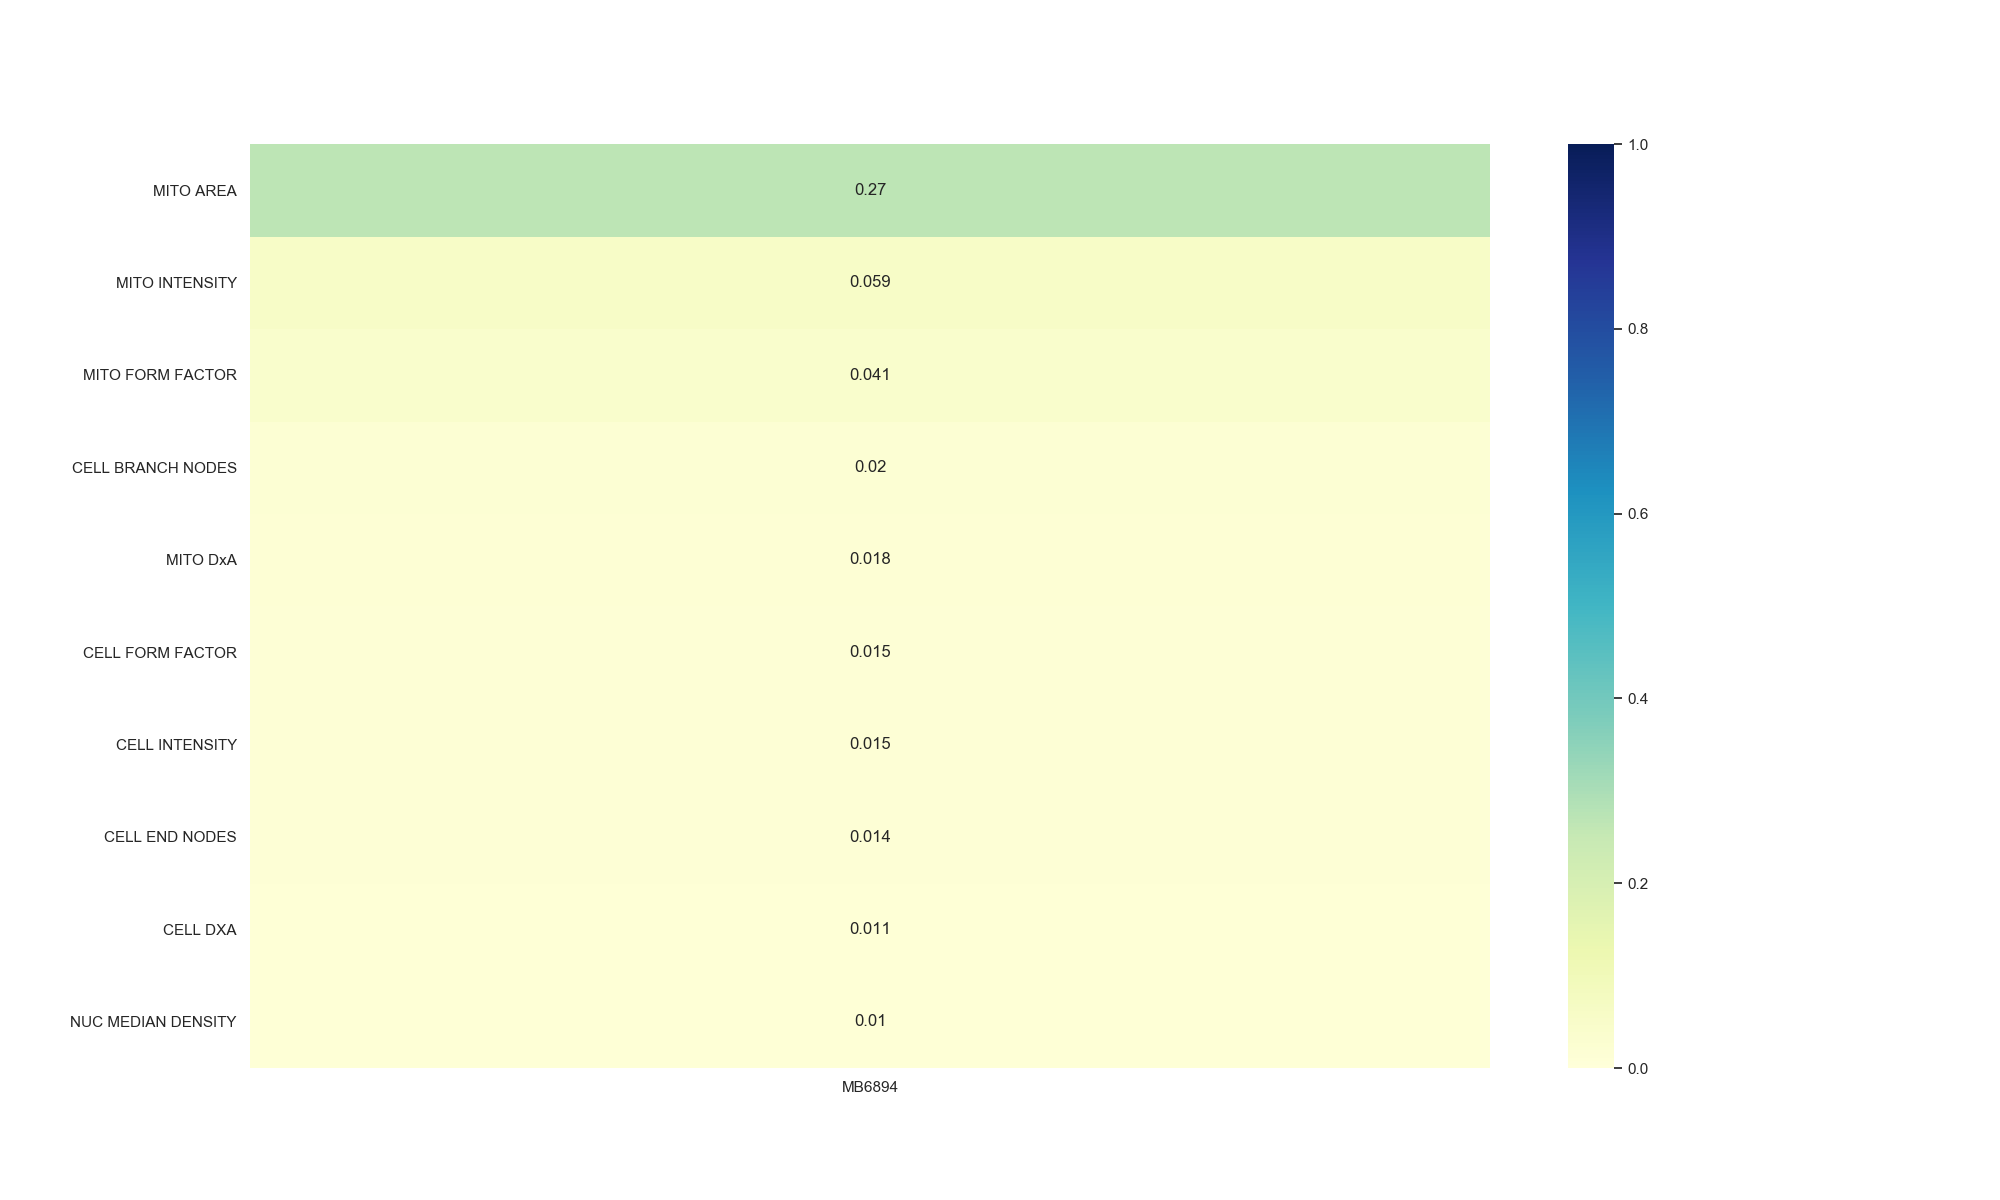 MITO AREA 0.27
MITO INTENSITY 0.059
MITO FORM FACTOR 0.041
CELL BRANCH NODES 0.02
MITO DxA 0.018
CELL FORM FACTOR 0.015
CELL INTENSITY 0.015
CELL END NODES 0.014
CELL DXA 0.011
NUC MEDIAN DENSITY 0.01
MB6894
1.0
0.8
0.6
0.4
0.2
0.0